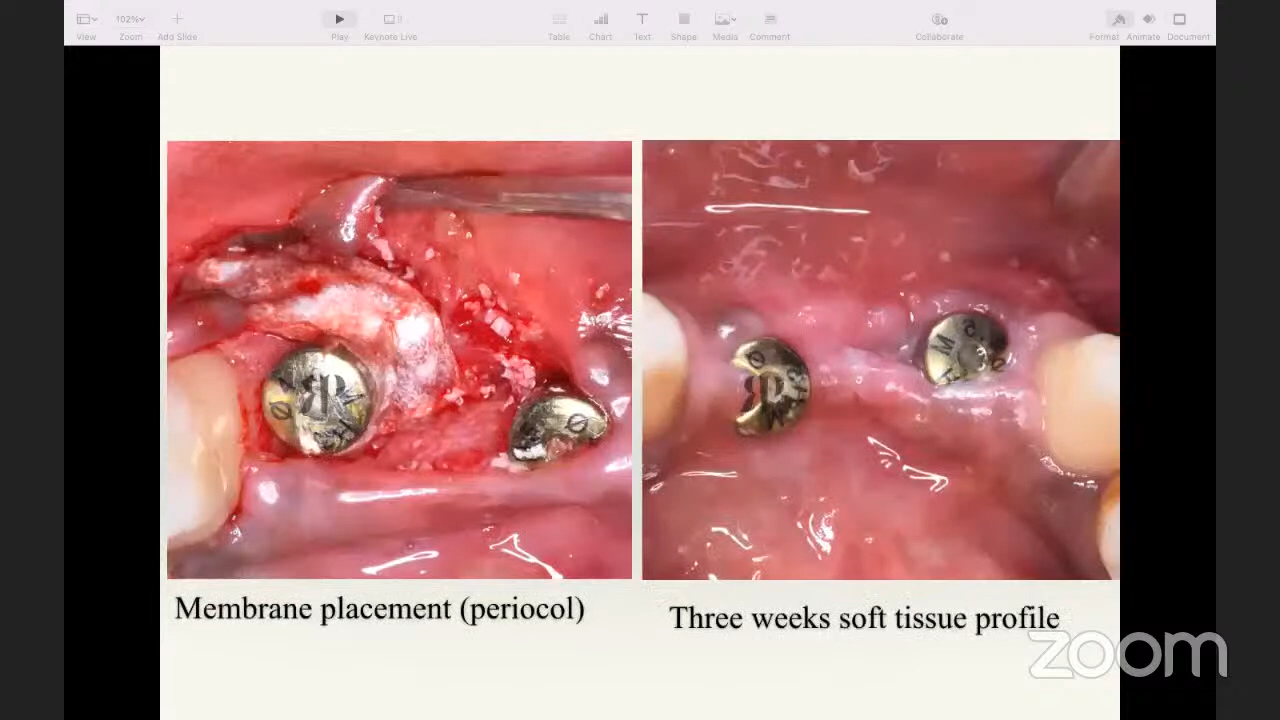 102%
View
Zoom
Add Slide
Play
Keynote Live
Table
Chart
Text
Shape
Media
Comment
Collaborate
Format
Animate
Document
Membrane placement (periocol)
Three weeks soft tissue profile
zoom